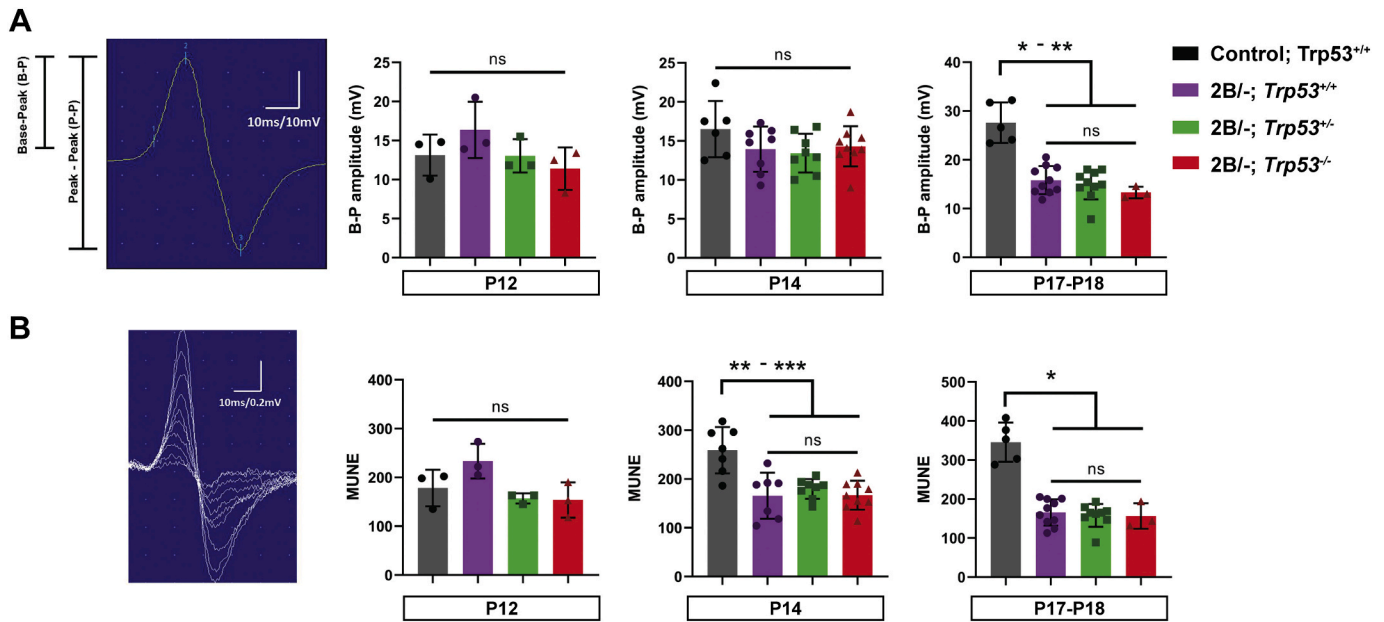 A
Base-Peak (B-P)
Peak - Peak (P-P)
1
2
3
10ms/10mV
B-P amplitude (mV)
25
20
15
10
5
0
ns
P12
B-P amplitude (mV)
25
20
15
10
5
0
ns
P14
B-P amplitude (mV)
40
30
20
10
0
* - **
ns
P17-P18
Control; Trp53+/+
2B/-; Trp53+/+
2B/-; Trp53+/-
2B/-; Trp53-/-
B
10ms/0.2mV
MUNE
400
300
200
100
0
ns
P12
MUNE
400
300
200
100
0
** - ***
ns
P14
MUNE
500
400
300
200
100
0
*
ns
P17-P18